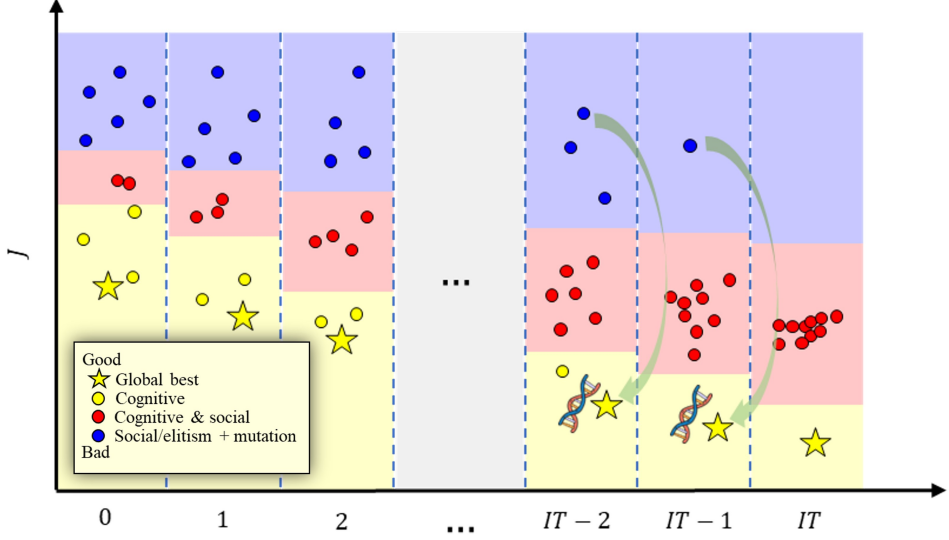 J
...
Good
Global best
Cognitive
Cognitive & social
Social/elitism + mutation
Bad
0 1 2 ... IT − 2 IT − 1 IT